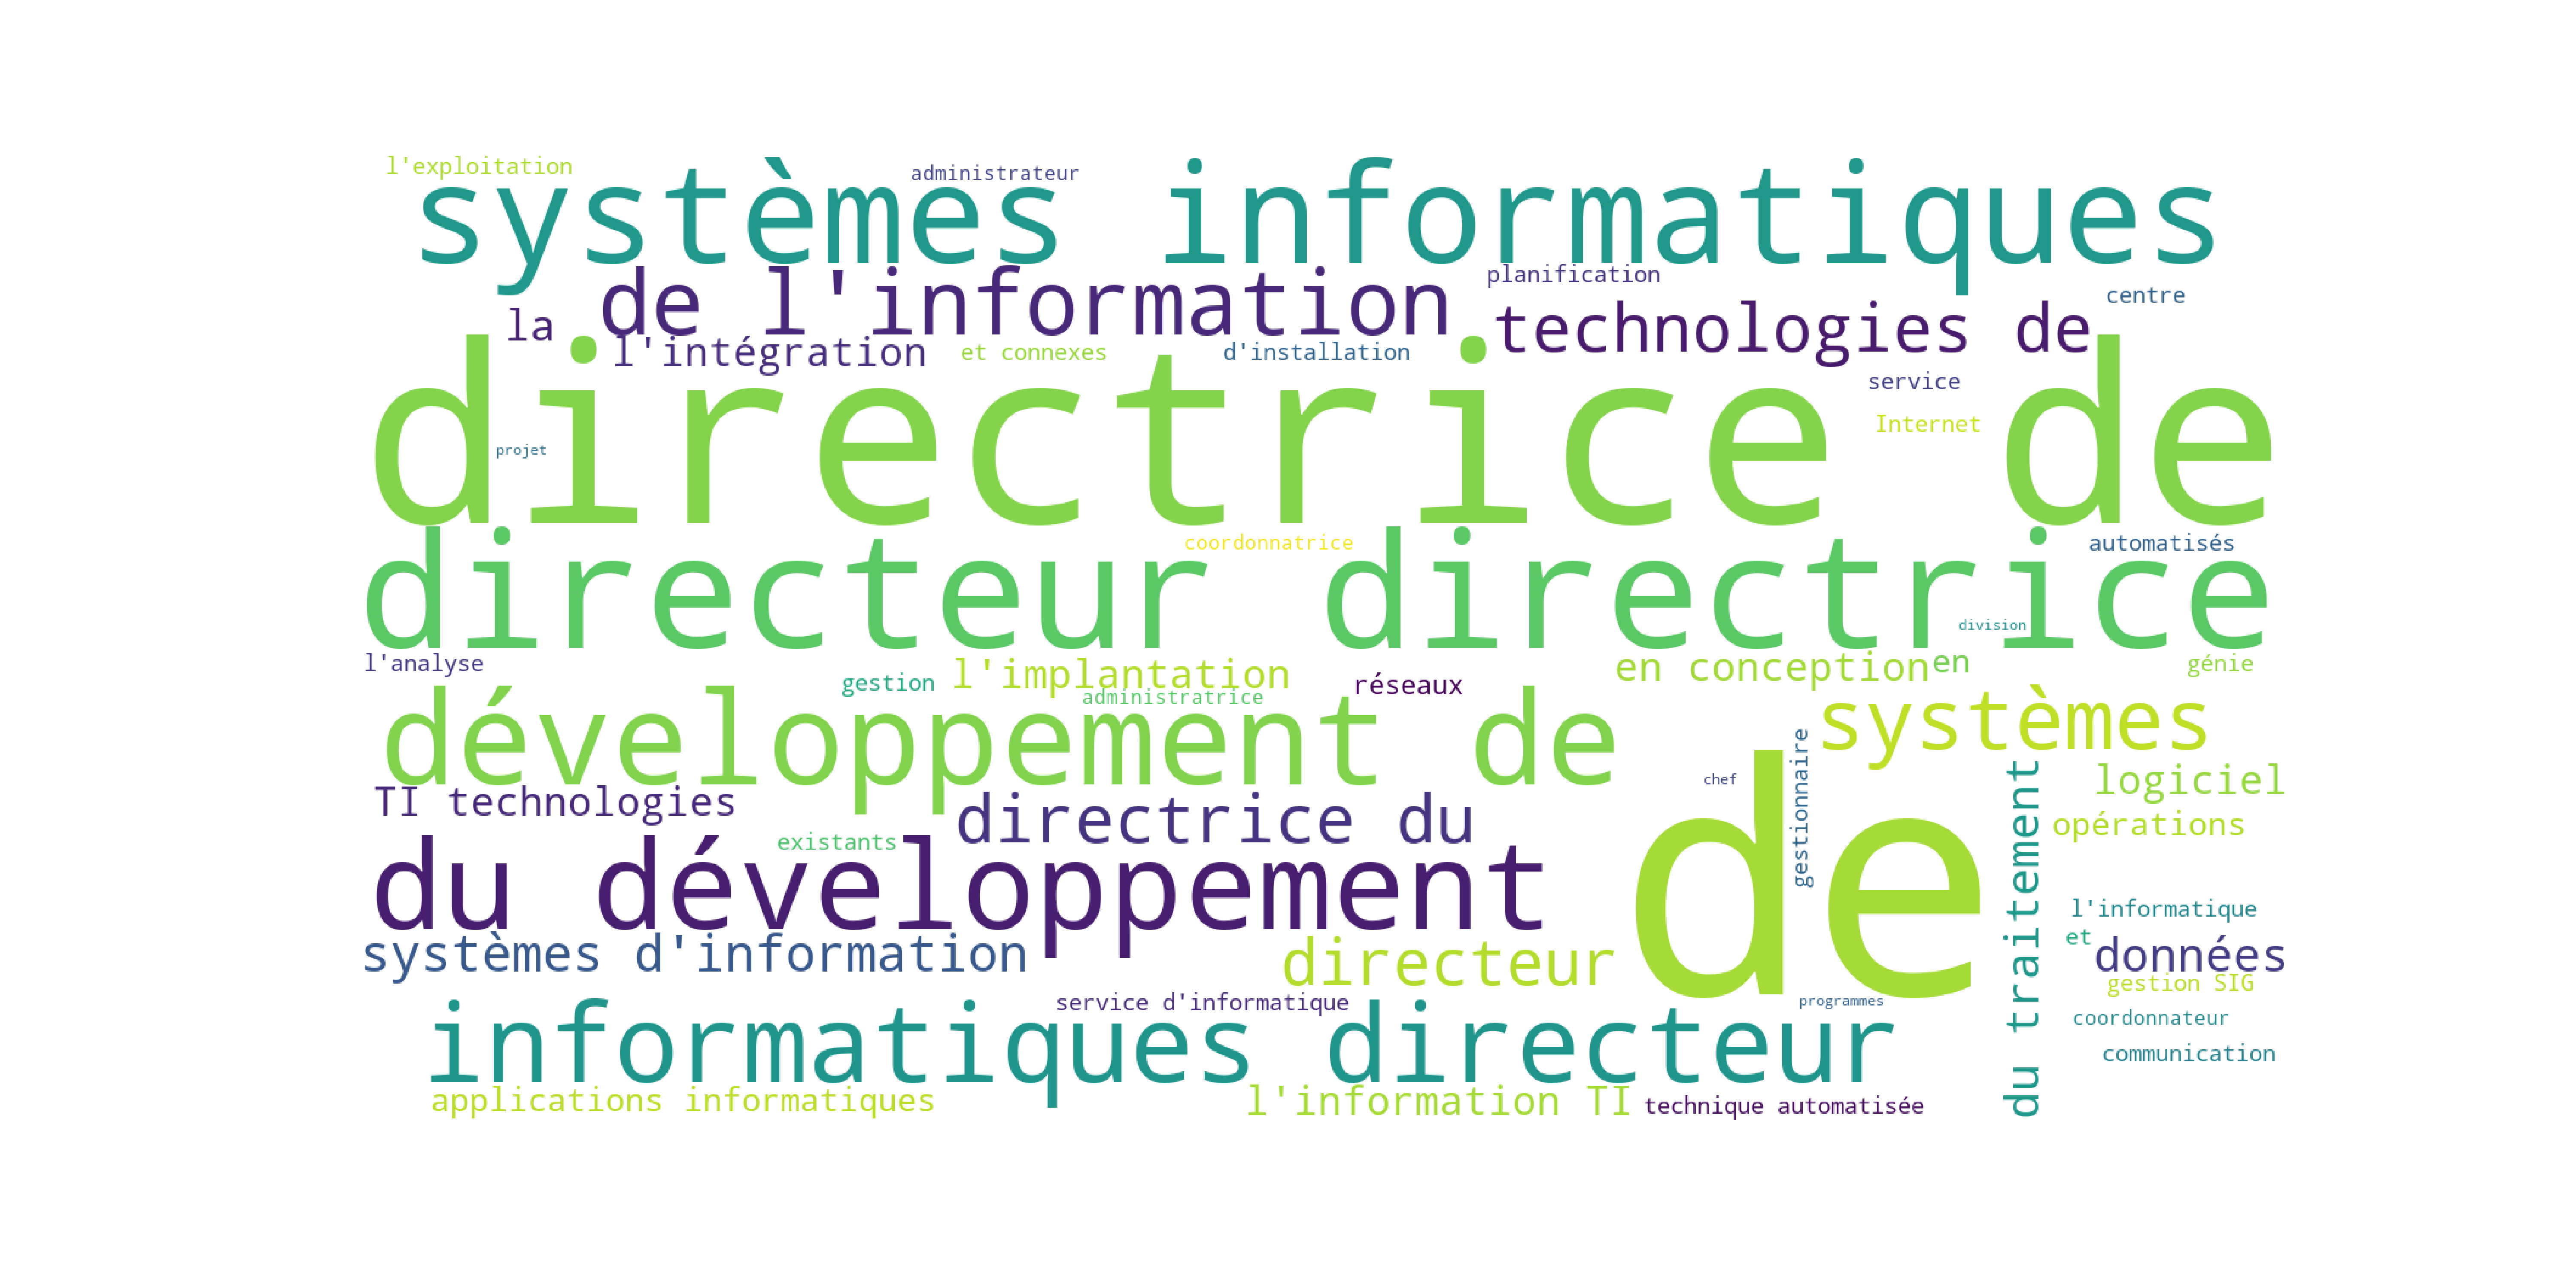 l'exploitation
administrateur
systèmes informatiques
de l'information
planification
centre
la
technologies de
l'intégration
et connexes
d'installation
service
directrice de
Internet
projet
directeur directrice
coordonnatrice
automatisés
division
l'analyse
gestion
l'implantation
administratrice
réseaux
en conception
en
génie
développement de
systèmes
gestionnaire
chef
logiciel
TI technologies
directrice du
opérations
existants
du développement
de
du traitement
l'informatique
et
données
systèmes d'information
directeur
gestion SIG
service d'informatique
programmes
coordonnateur
informatiques directeur
communication
applications informatiques
l'information TI
technique automatisée